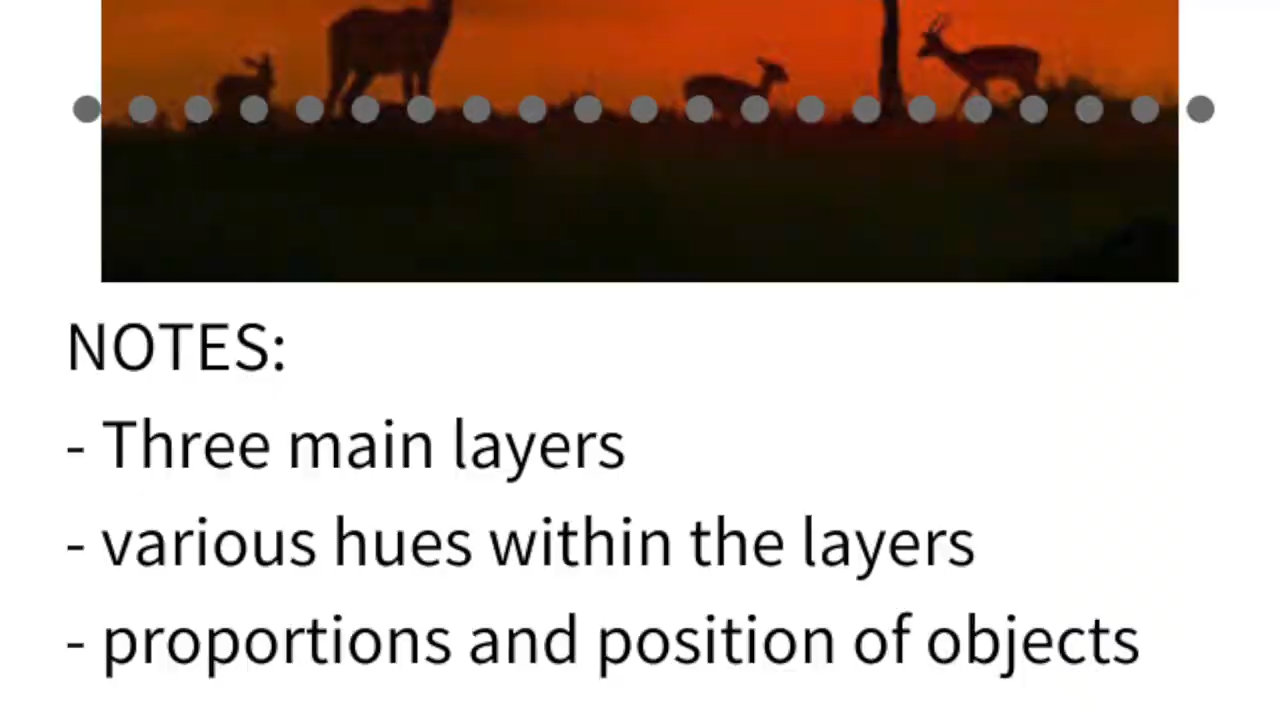 NOTES:
- Three main layers
- various hues within the layers
- proportions and position of objects